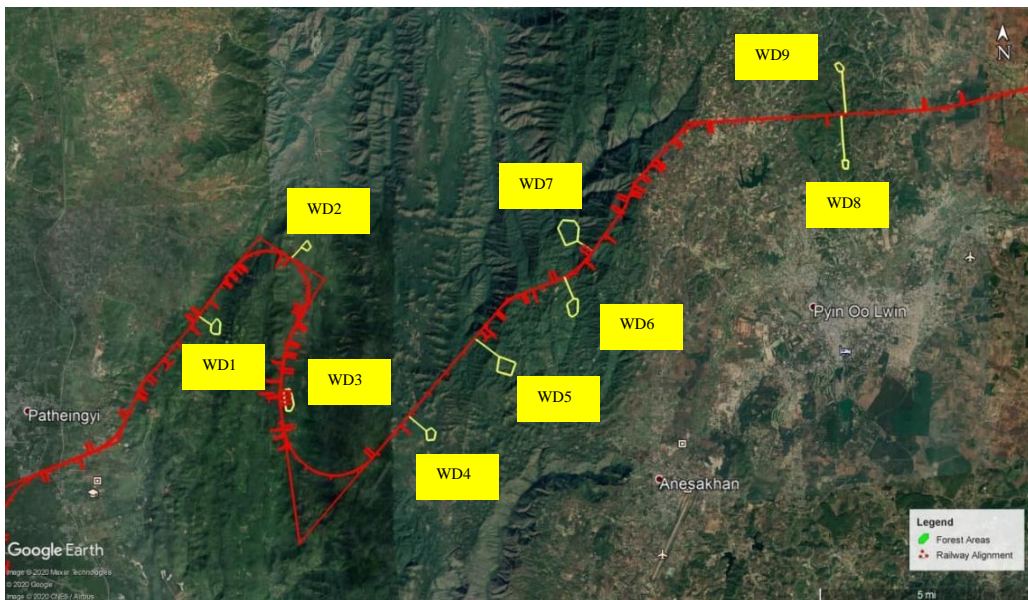 WD9
N
WD7
WD2
WD8
Pyin Oo Lwin
WD6
WD1
WD3
WD5
Patheingyi
WD4
Anesakhan
Legend
Forest Areas
Railway Alignment
Google Earth
Image © 2020 Maxar Technologies
© 2020 Google
Image © 2020 CNES / Airbus
5 mi